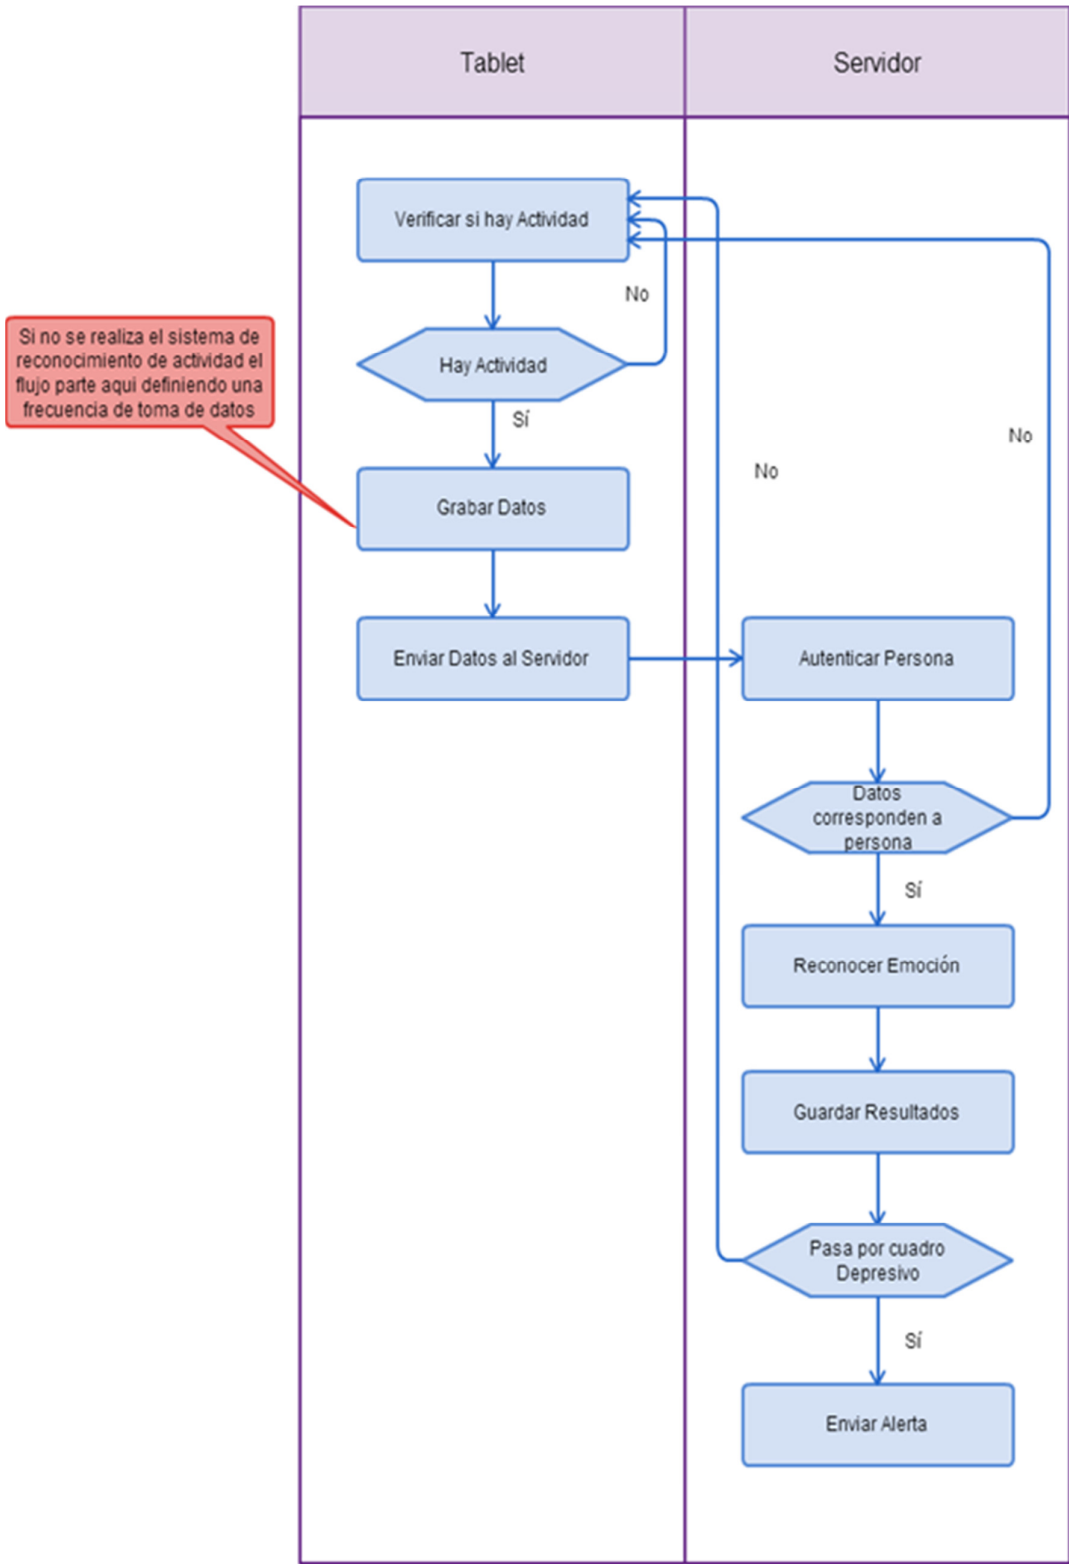 Tablet
Servidor
Verificar si hay Actividad
No
Si no se realiza el sistema de
reconocimiento de actividad el
flujo parte aqui definiendo una
frecuencia de toma de datos
Hay Actividad
Sí
No
No
Grabar Datos
Enviar Datos al Servidor
Autenticar Persona
Datos
corresponden a
persona
Sí
Reconocer Emoción
Guardar Resultados
Pasa por cuadro
Depresivo
Sí
Enviar Alerta